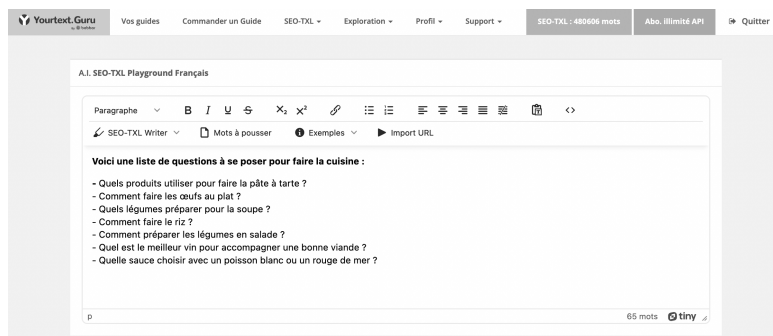 Yourtext.Guru Vos guides Commander un Guide SEO-TXL Exploration Profil Support SEO-TXL : 480606 mots Abo. illimité API Quitter
A.I. SEO-TXL Playground Français
Paragraphe B I U S X₂ X²
SEO-TXL Writer Mots à pousser Exemples Import URL
Voici une liste de questions à se poser pour faire la cuisine :
- Quels produits utiliser pour faire la pâte à tarte ?
- Comment faire les œufs au plat ?
- Quels légumes préparer pour la soupe ?
- Comment faire le riz ?
- Comment préparer les légumes en salade ?
- Quel est le meilleur vin pour accompagner une bonne viande ?
- Quelle sauce choisir avec un poisson blanc ou un rouge de mer ?
p 65 mots tiny